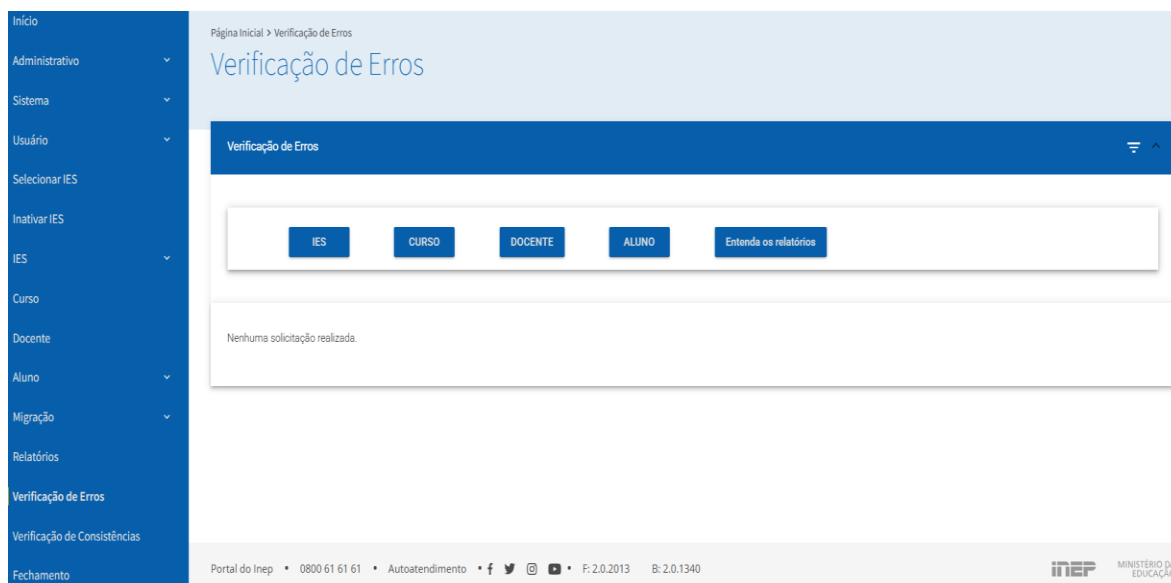 Início
Administrativo
Sistema
Usuário
Selecionar IES
Inativar IES
IES
Curso
Docente
Aluno
Migração
Relatórios
Verificação de Erros
Verificação de Consistências
Fechamento
Página Inicial > Verificação de Erros
Verificação de Erros
Verificação de Erros
IES CURSO DOCENTE ALUNO Entenda os relatórios
Nenhuma solicitação realizada.
Portal do Inep • 0800 61 61 61 • Autoatendimento • • F: 2.0.2013 B: 2.0.1340
inep MINISTÉRIO D
EDUCAÇÃ